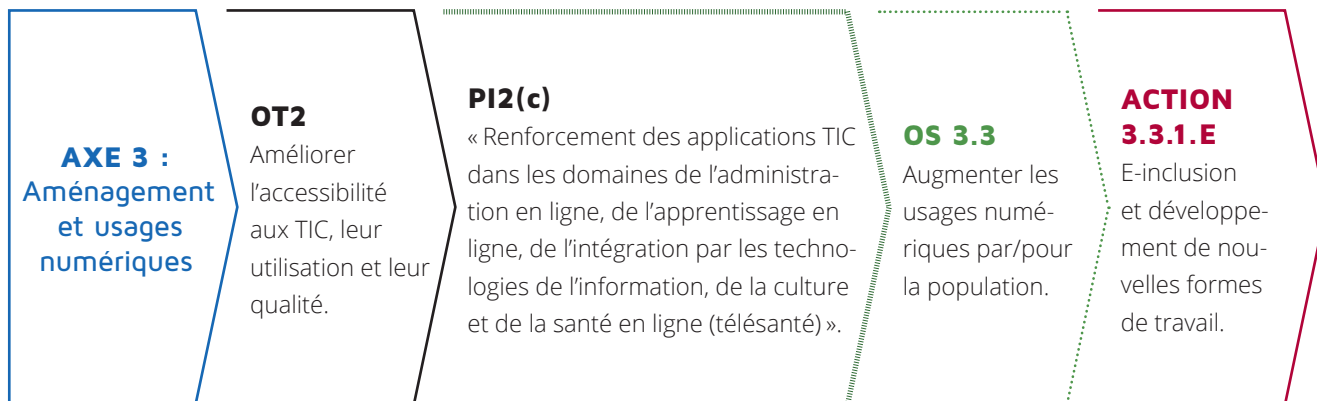 AXE 3 :
Aménagement
et usages
numériques
OT2
Améliorer
l’accessibilité
aux TIC, leur
utilisation et leur
qualité.
PI2(c)
« Renforcement des applications TIC
dans les domaines de l’administra-
tion en ligne, de l’apprentissage en
ligne, de l’intégration par les techno-
logies de l’information, de la culture
et de la santé en ligne (télésanté) ».
OS 3.3
Augmenter les
usages numé-
riques par/pour
la population.
ACTION
3.3.1.E
E-inclusion
et développe-
ment de nou-
velles formes
de travail.